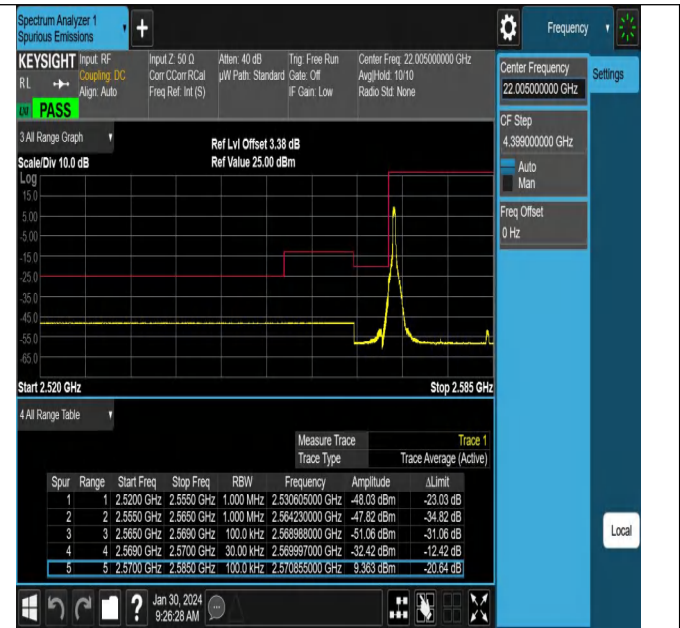 Spectrum Analyzer 1
Spurious Emissions
Frequency
KEYSIGHT Input: RF Input Z: 50 Ω Atten: 40 dB Trig: Free Run Center Freq: 22.005000000 GHz
RL Coupling: DC Corr CCorr RCal µW Path: Standard Gate: Off Avg|Hold: 10/10
Align: Auto Freq Ref: Int (S) IF Gain: Low Radio Std: None
PASS
Center Frequency
22.005000000 GHz
Settings
CF Step
4.399000000 GHz
Auto
Man
Freq Offset
0 Hz
3 All Range Graph
Ref Lvl Offset 3.38 dB
Scale/Div 10.0 dB Ref Value 25.00 dBm
Log
15.0
5.00
-5.00
-15.0
-25.0
-35.0
-45.0
-55.0
-65.0
Start 2.520 GHz Stop 2.585 GHz
4 All Range Table
Measure Trace Trace 1
Trace Type Trace Average (Active)
Spur Range Start Freq Stop Freq RBW Frequency Amplitude ΔLimit
1 1 2.5200 GHz 2.5550 GHz 1.000 MHz 2.530605000 GHz -48.03 dBm -23.03 dB
2 2 2.5550 GHz 2.5650 GHz 1.000 MHz 2.564230000 GHz -47.82 dBm -34.82 dB
3 3 2.5650 GHz 2.5690 GHz 100.0 kHz 2.568988000 GHz -51.06 dBm -31.06 dB
4 4 2.5690 GHz 2.5700 GHz 30.00 kHz 2.569997000 GHz -32.42 dBm -12.42 dB
5 5 2.5700 GHz 2.5850 GHz 100.0 kHz 2.570855000 GHz 9.363 dBm -20.64 dB
Local
Jan 30, 2024
9:26:28 AM